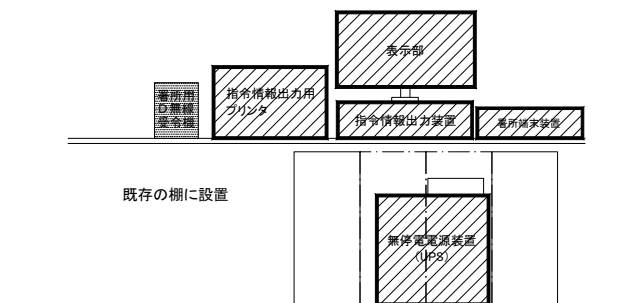 表示部
指令情報出力用
プリンタ
署所用
D無線
受令機
指令情報出力装置
署所端末装置
既存の棚に設置
無停電電源装置
(UPS)